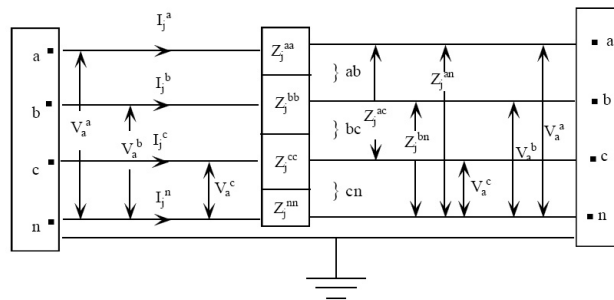 I_j^a
a
Z_j^aa
a
} ab
I_j^b
Z_j^an
b
Z_j^bb
b
Z_j^ac
V_a^a
V_a^a
} bc
Z_j^bn
V_a^b
I_j^c
V_a^b
c
Z_j^cc
c
V_a^c
} cn
V_a^c
I_j^n
n
Z_j^nn
n